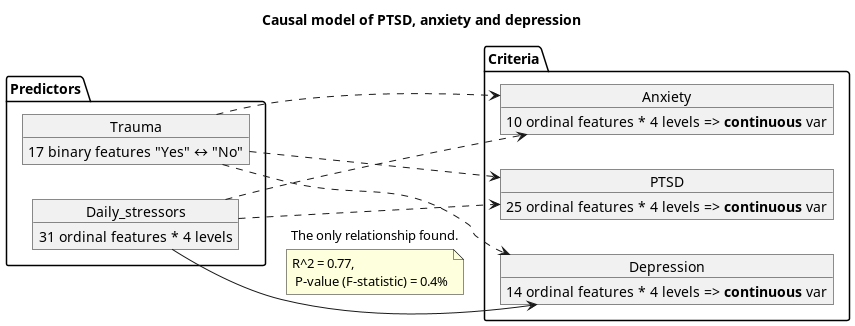 Causal model of PTSD, anxiety and depression
Predictors
Trauma
17 binary features "Yes" ↔ "No"
Daily_stressors
31 ordinal features * 4 levels
The only relationship found.
R^2 = 0.77,
P-value (F-statistic) = 0.4%
Criteria
Anxiety
10 ordinal features * 4 levels => continuous var
PTSD
25 ordinal features * 4 levels => continuous var
Depression
14 ordinal features * 4 levels => continuous var